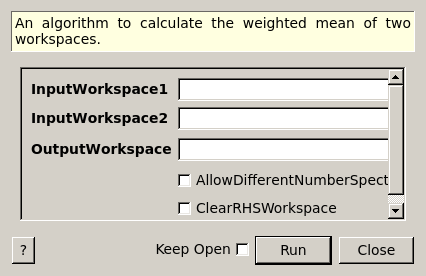 An algorithm to calculate the weighted mean of two
workspaces.
InputWorkspace1
InputWorkspace2
OutputWorkspace
AllowDifferentNumberSpect
ClearRHSWorkspace
? Keep Open Run Close